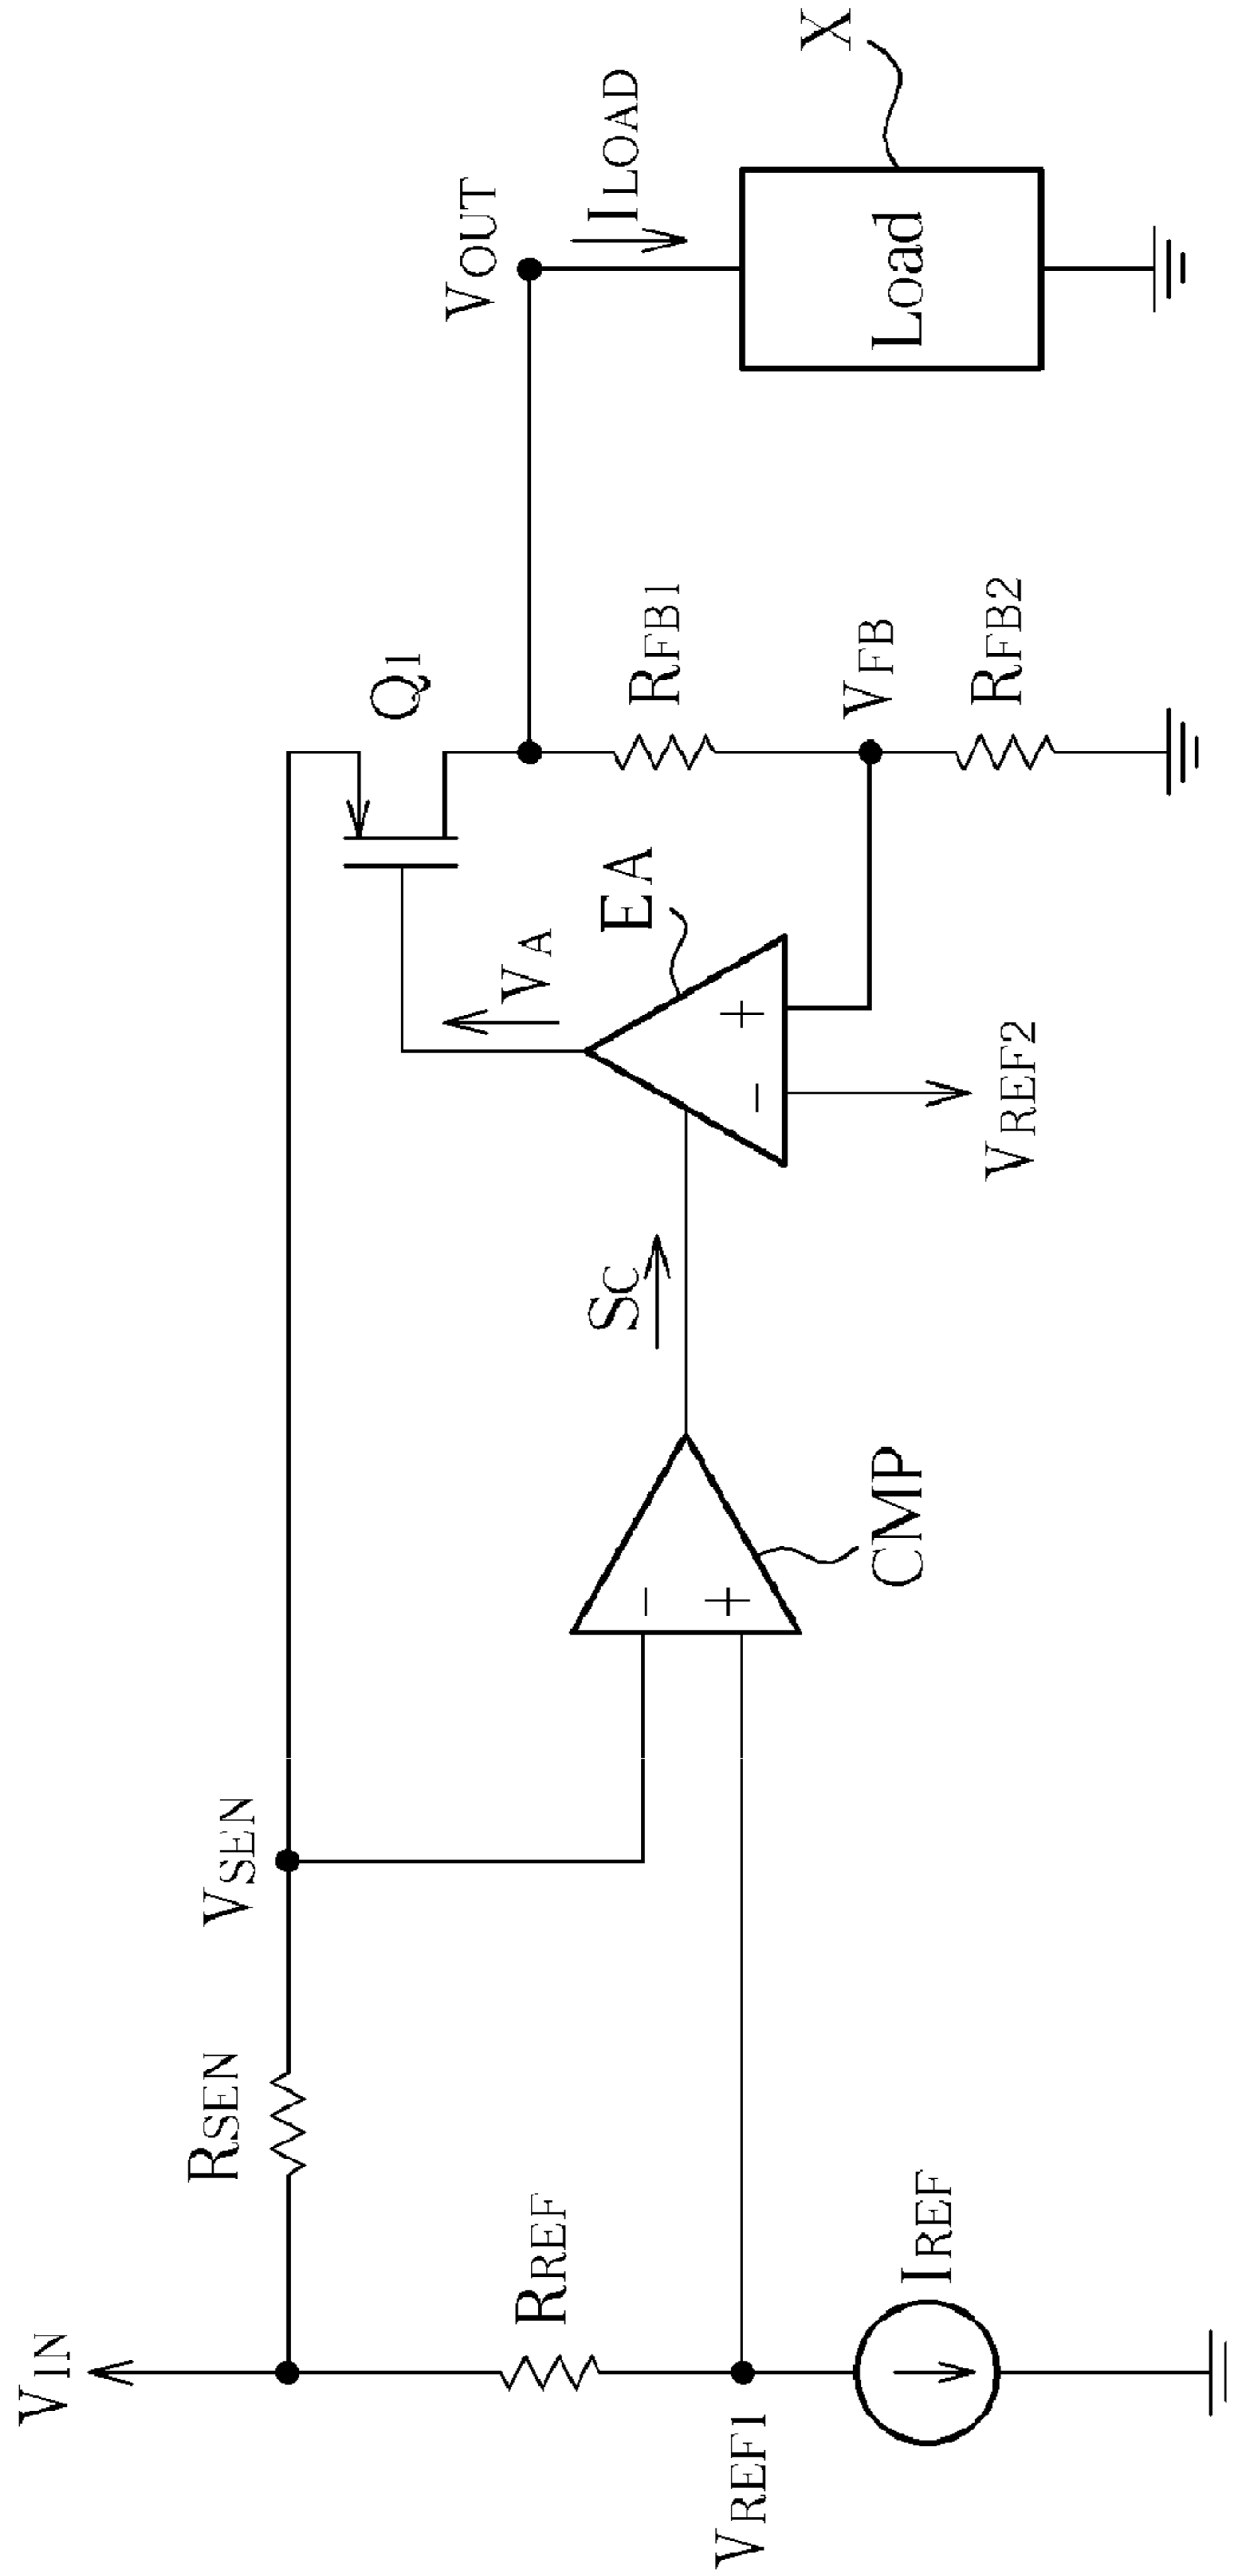 VIN
RSEN
VSEN
Q1
RREF
VREF1
IREF
-
+
CMP
SC
VA
EA
-
+
VREF2
VOUT
ILOAD
RFB1
VFB
RFB2
Load
X